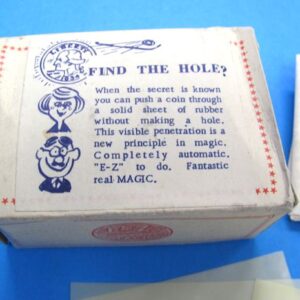 LIBERTY
FIND THE HOLE?
When the secret is known
you can push a coin through
a solid sheet of rubber
without making a hole.
This visible penetration is a
new principle in magic.
Completely automatic.
"E-Z" to do. Fantastic
real MAGIC.